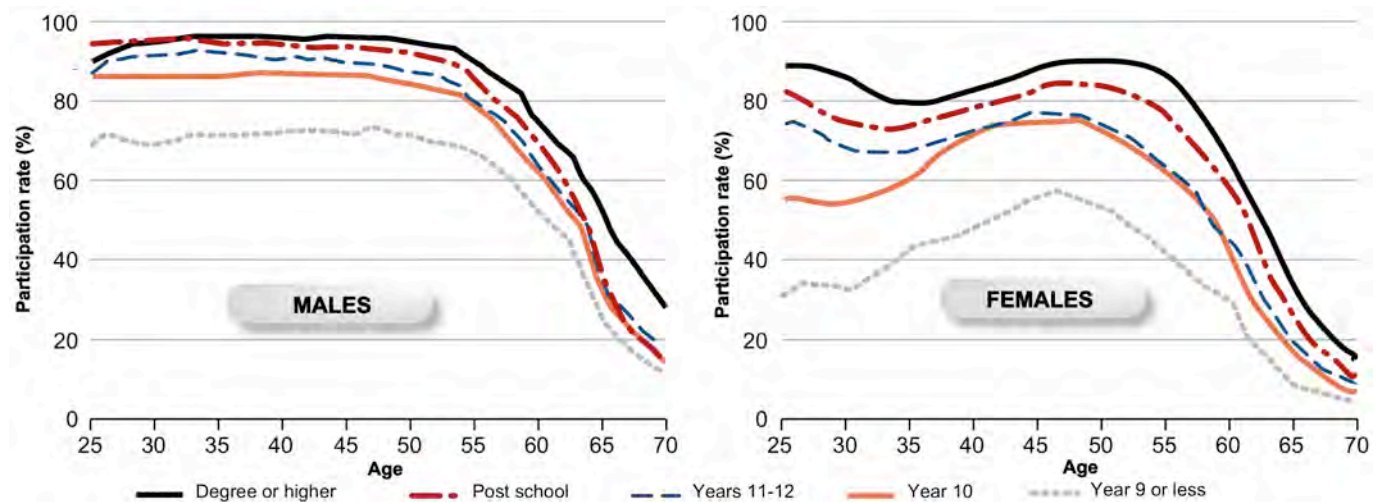 100
80
60
40
20
0
Participation rate (%)
MALES
25 30 35 40 45 50 55 60 65 70
Age
100
80
60
40
20
0
Participation rate (%)
FEMALES
25 30 35 40 45 50 55 60 65 70
Age
Degree or higher Post school Years 11-12 Year 10 Year 9 or less